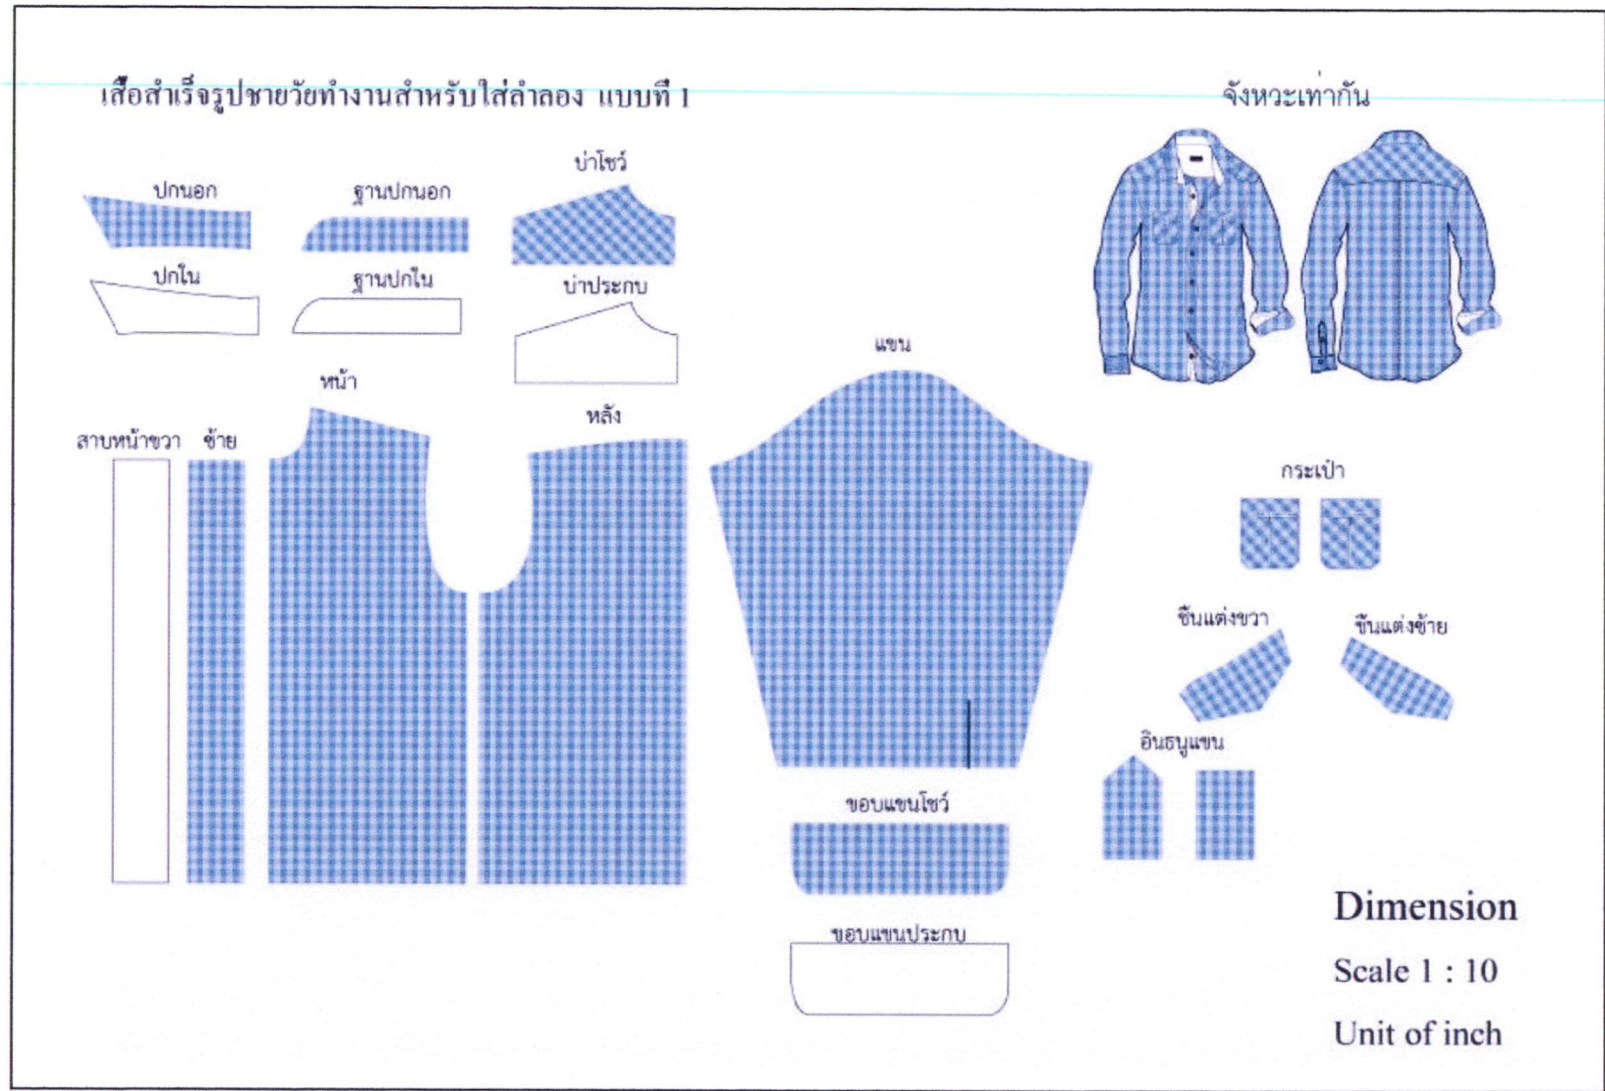 เสื้อสำเร็จรูปชายวัยทำงานสำหรับใส่ลำลอง แบบที่ 1
จังหวะเท่ากัน
ปกนอก
ฐานปกนอก
บ่าโชว์
ปกใน
ฐานปกใน
บ่าประกบ
หน้า
หลัง
แขน
สาบหน้าขวา
ซ้าย
กระเป๋า
ชิ้นแต่งขวา
ชิ้นแต่งซ้าย
อินธนูแขน
ขอบแขนโชว์
ขอบแขนประกบ
Dimension
Scale 1 : 10
Unit of inch